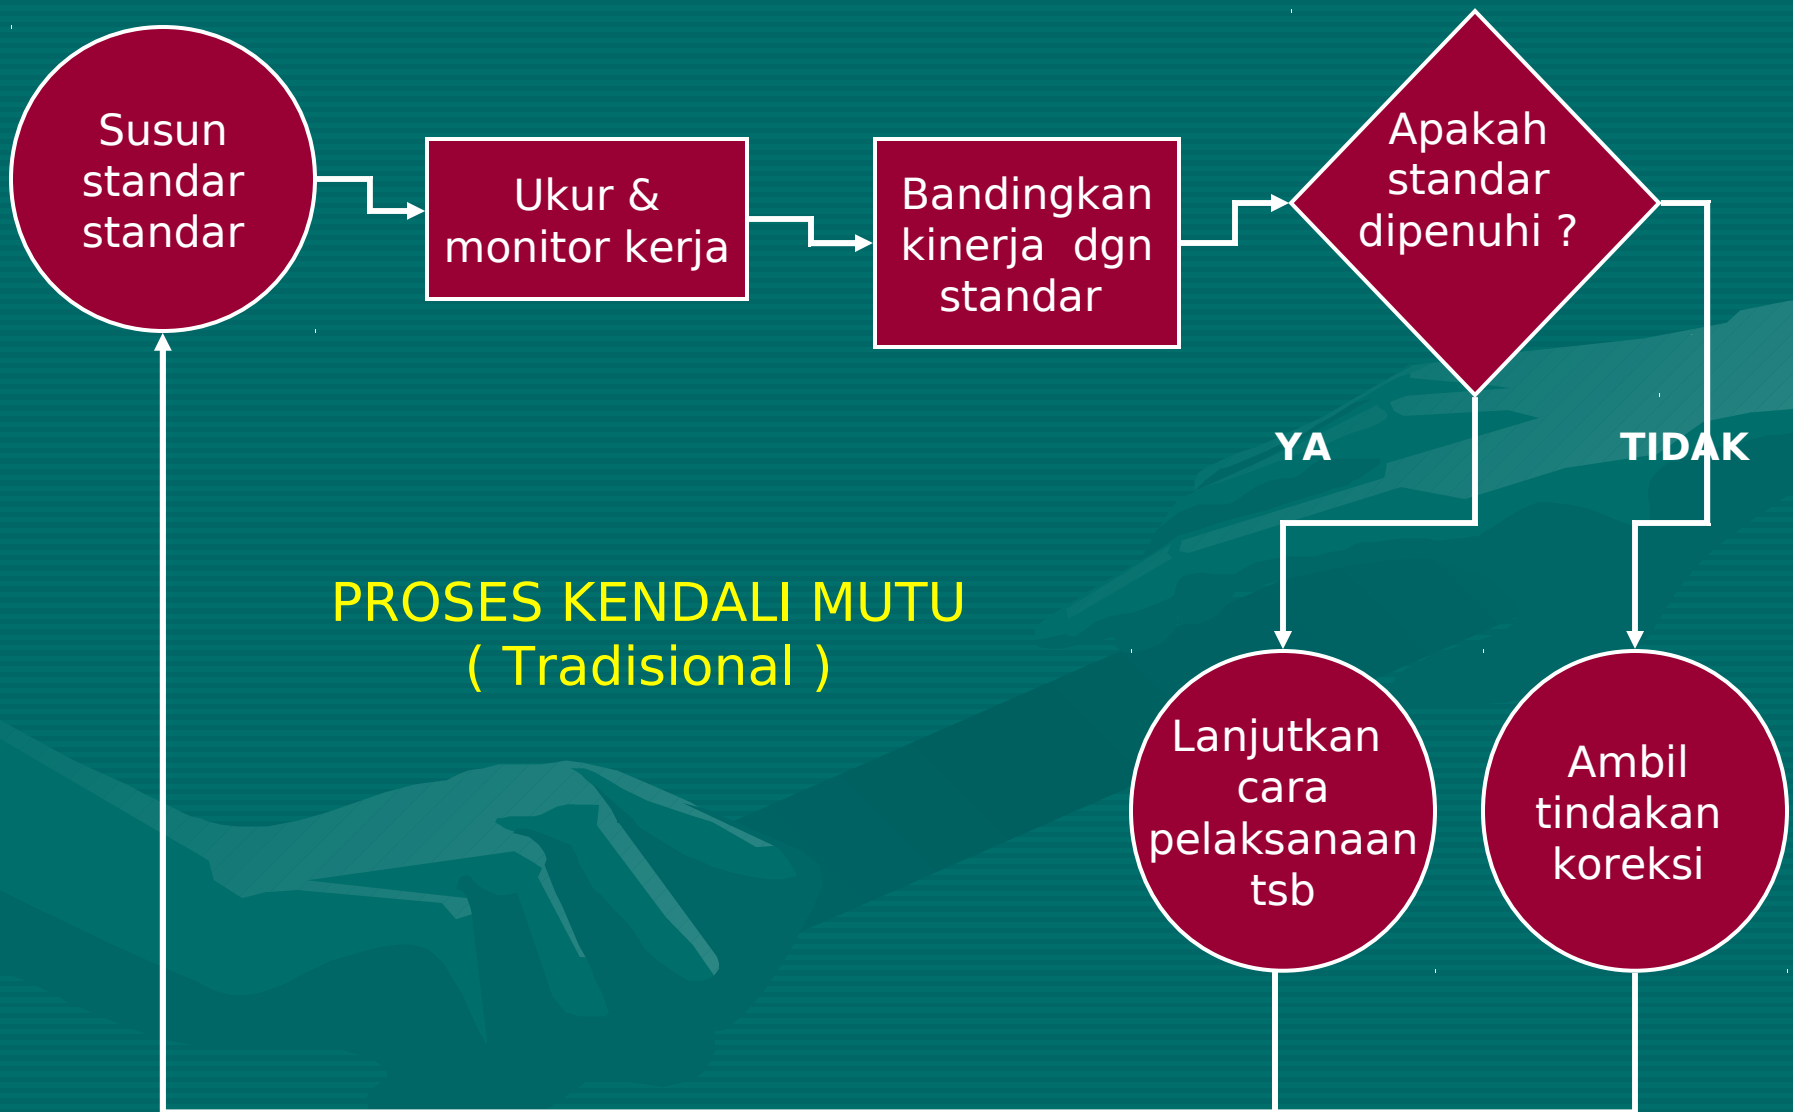 Susun
standar
standar
Ukur &
monitor kerja
Bandingkan
kinerja dgn
standar
Apakah
standar
dipenuhi ?
YA
TIDAK
PROSES KENDALI MUTU
( Tradisional )
Lanjutkan
cara
pelaksanaan
tsb
Ambil
tindakan
koreksi